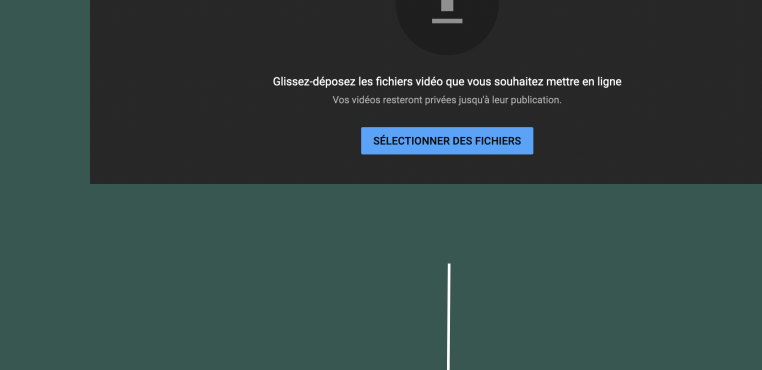 Glissez-déposez les fichiers vidéo que vous souhaitez mettre en ligne
Vos vidéos resteront privées jusqu'à leur publication.
SÉLECTIONNER DES FICHIERS